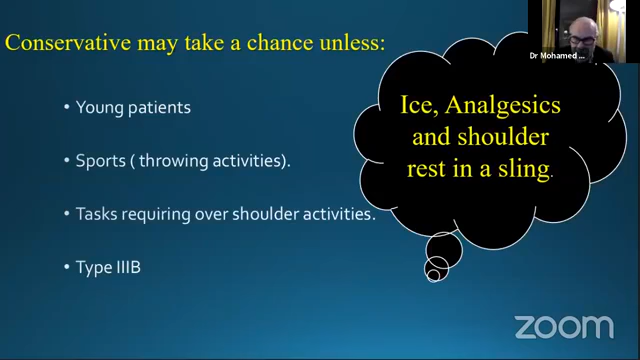 Conservative may take a chance unless:
• Young patients
• Sports ( throwing activities).
• Tasks requiring over shoulder activities.
• Type IIIB
Ice, Analgesics
and shoulder
rest in a sling.
Dr Mohamed ...
zoom